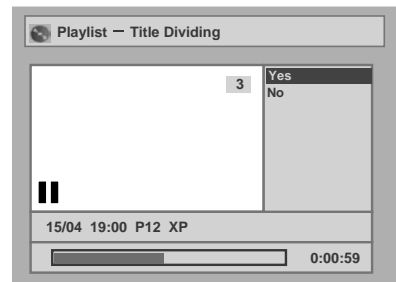 Playlist — Title Dividing
3
Yes
No
15/04 19:00 P12 XP
0:00:59